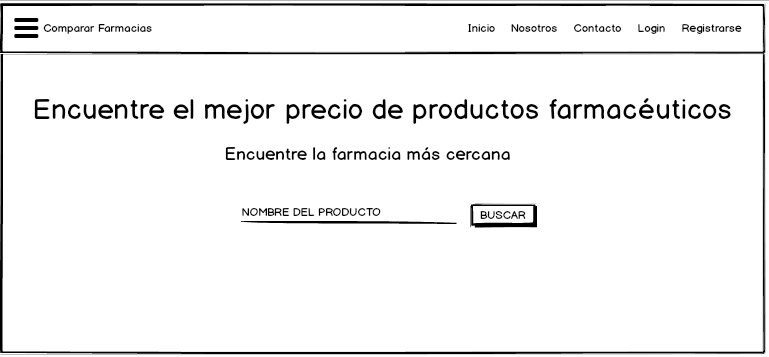 Comparar Farmacias Inicio Nosotros Contacto Login Registrarse
Encuentre el mejor precio de productos farmacéuticos
Encuentre la farmacia más cercana
NOMBRE DEL PRODUCTO BUSCAR